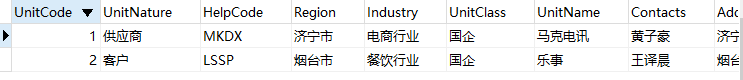 UnitCode UnitNature HelpCode Region Industry UnitClass UnitName Contacts
1 供应商 MKDX 济宁市 电商行业 国企 马克电讯 黄子豪 济宁
2 客户 LSSP 烟台市 餐饮行业 国企 乐事 王译晨 烟台